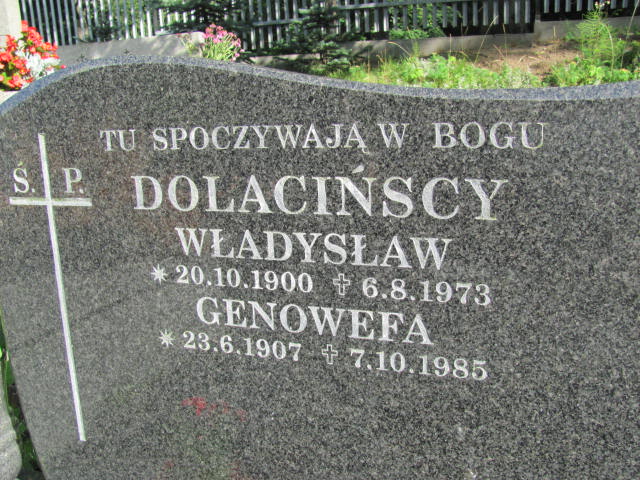 TU SPOCZYWAJĄ W BOGU
Ś. P.
DOLACIŃSCY
WŁADYSŁAW
✴ 20.10.1900 ✝ 6.8.1973
GENOWEFA
✴ 23.6.1907 ✝ 7.10.1985